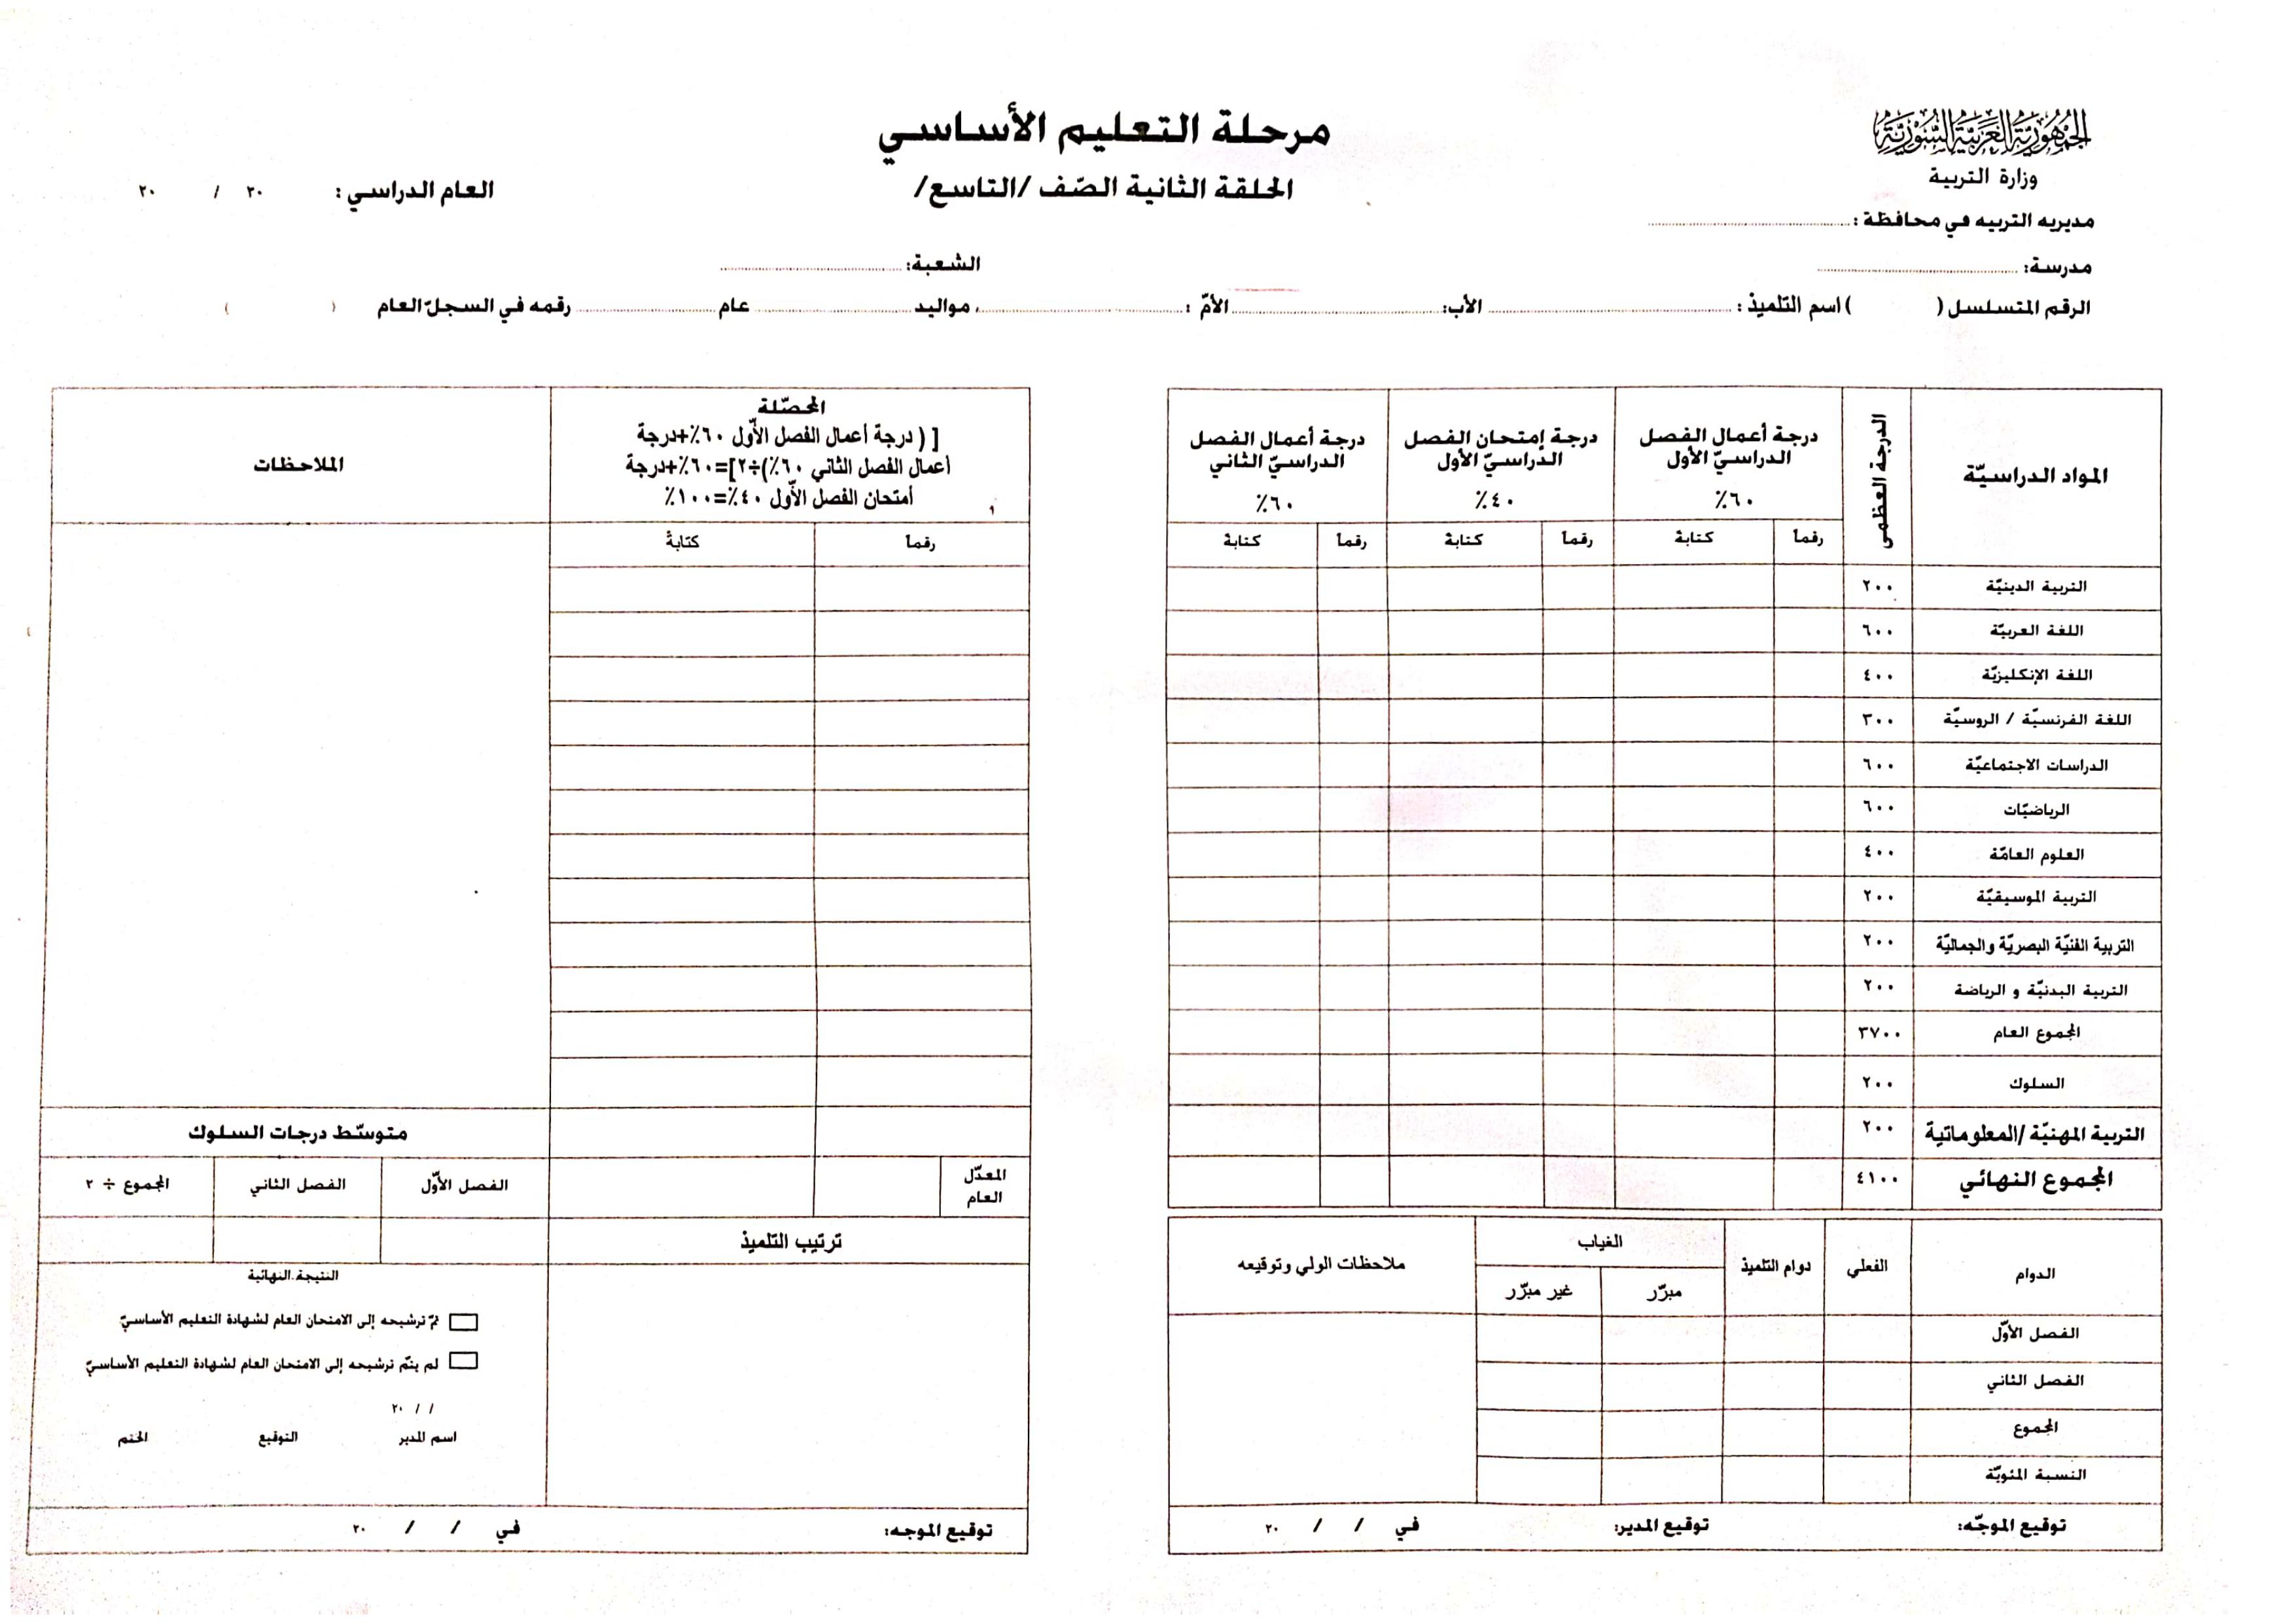 الجمهورية العربية السورية
وزارة التربية
مرحلة التعليم الأساسي
الحلقة الثانية الصّف /التاسع/
العام الدراسي : ٢٠ / ٢٠
مديريه التربيه في محافظة :
مدرسة:
الشعبة:
الرقم المتسلسل ( ) اسم التلميذ : الأب: الأمّ : مواليد عام رقمه في السجلّ العام ( )
المواد الدراسيّة
الدرجة العظمى
درجة أعمال الفصل
الدراسيّ الأول
٦٠٪
درجة إمتحان الفصل
الدّراسيّ الأول
٤٠٪
درجة أعمال الفصل
الدراسيّ الثاني
٦٠٪
رقماً كتابة رقماً كتابة رقماً كتابة
التربية الدينيّة ٢٠٠
اللغة العربيّة ٦٠٠
اللغة الإنكليزيّة ٤٠٠
اللغة الفرنسيّة / الروسيّة ٣٠٠
الدراسات الاجتماعيّة ٦٠٠
الرياضيّات ٦٠٠
العلوم العامّة ٤٠٠
التربية الموسيقيّة ٢٠٠
التربية الفنيّة البصريّة والجماليّة ٢٠٠
التربية البدنيّة و الرياضة ٢٠٠
المجموع العام ٣٧٠٠
السلوك ٢٠٠
التربية المهنيّة /المعلوماتية ٢٠٠
المجموع النهائي ٤١٠٠
الدوام الفعلي دوام التلميذ الغياب ملاحظات الولي وتوقيعه
مبرّر غير مبرّر
الفصل الأوّل
الفصل الثاني
المجموع
النسبة المئويّة
توقيع الموجّه: توقيع المدير: في / / ٢٠
المحصّلة
[ ( درجة أعمال الفصل الأوّل ٦٠٪+درجة
أعمال الفصل الثاني ٦٠٪)÷٢]=٦٠٪+درجة
أمتحان الفصل الأوّل ٤٠٪=١٠٠٪
الملاحظات
رقماً كتابةً
متوسّط درجات السلوك
المعدّل
العام
الفصل الأوّل الفصل الثاني المجموع ÷ ٢
ترتيب التلميذ
النتيجة النهائية
تمّ ترشيحه إلى الامتحان العام لشهادة التعليم الأساسيّ
لم يتمّ ترشيحه إلى الامتحان العام لشهادة التعليم الأساسيّ
/ / ٢٠
اسم المدير التوقيع الختم
توقيع الموجه: في / / ٢٠